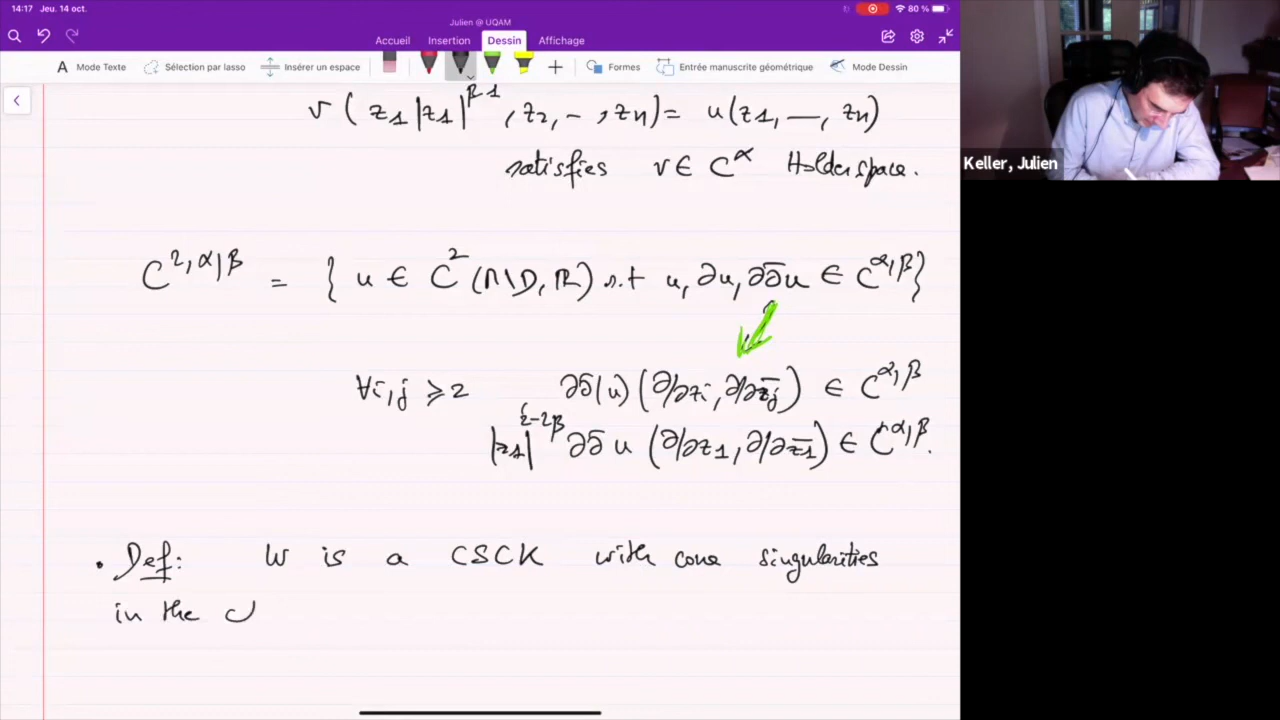 14:17 Jeu. 14 oct.
80 %
Julien @ UQAM
Accueil Insertion Dessin Affichage
A Mode Texte Sélection par lasso Insérer un espace Formes Entrée manuscrite géométrique Mode Dessin
v ( z₁ |z₁|^{β-1}, z₂, -, zₙ) = u(z₁, —, zₙ)
satisfies v ∈ C^α Holder space.
C^{2,α,β} = { u ∈ C²(M\D, ℝ) s.t u, ∂u, ∂∂̄u ∈ C^{α,β} }
∀i,j ⩾ 2 ∂∂̄(u) (∂/∂zi, ∂/∂z̄j) ∈ C^{α,β}
|z₁|^{2-2β} ∂∂̄ u (∂/∂z₁, ∂/∂z̄₁) ∈ C^{α,β}.
• Def: W is a CSCK with cone singularities
in the
Keller, Julien